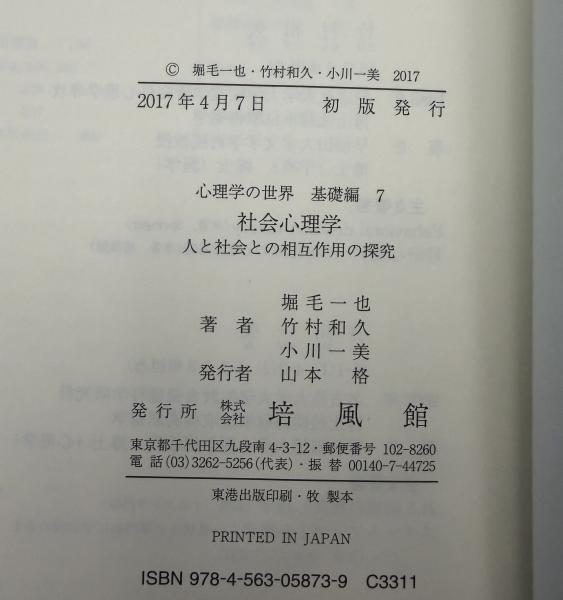 © 堀毛一也・竹村和久・小川一美 2017
2017年4月7日 初版発行
心理学の世界 基礎編 7
社会心理学
人と社会との相互作用の探究
堀毛一也
著者 竹村和久
小川一美
発行者 山本 格
発行所 株式会社 培風館
東京都千代田区九段南4-3-12・郵便番号 102-8260
電話(03)3262-5256(代表)・振替 00140-7-44725
東港出版印刷・牧 製本
PRINTED IN JAPAN
ISBN 978-4-563-05873-9 C3311